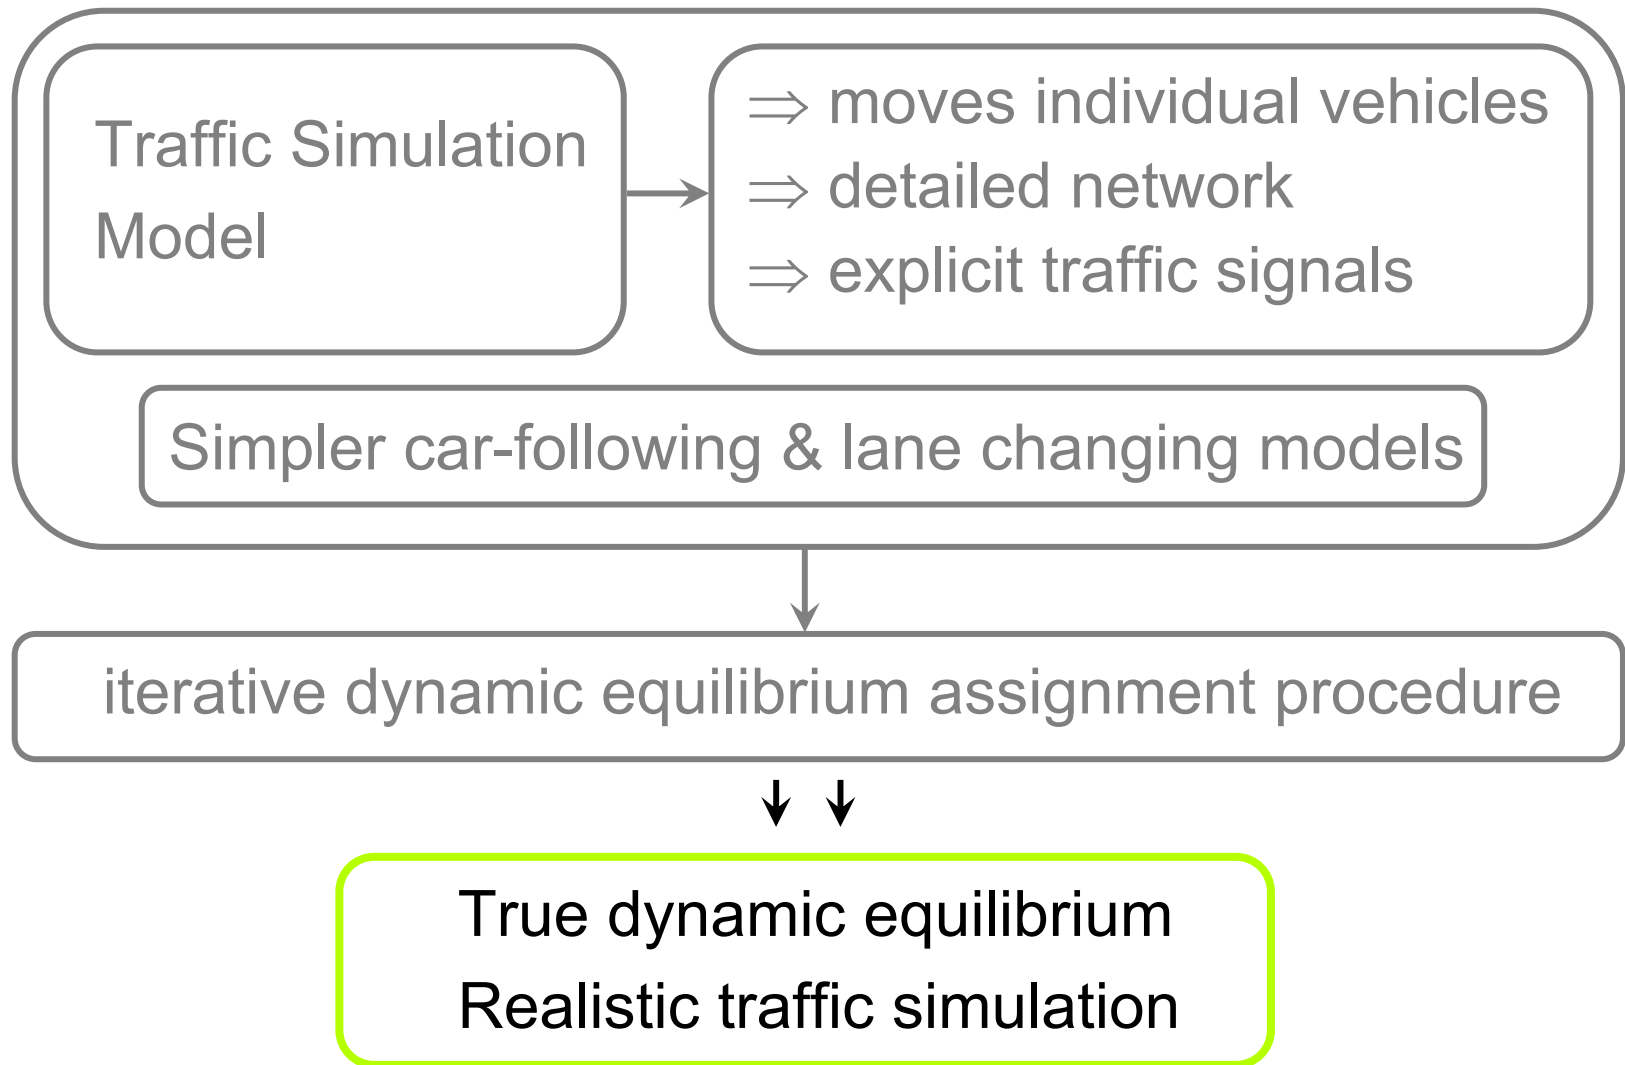 Traffic Simulation
Model
⇒ moves individual vehicles
⇒ detailed network
⇒ explicit traffic signals
Simpler car-following & lane changing models
iterative dynamic equilibrium assignment procedure
True dynamic equilibrium
Realistic traffic simulation